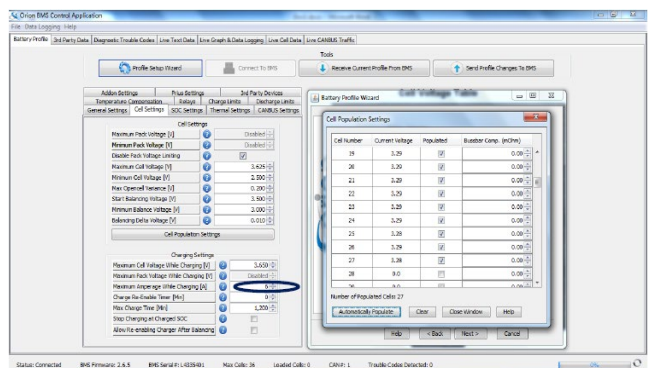 Orion BMS Control Application
File Data Logging Help
Battery Profile 3rd Party Data Diagnostic Trouble Codes Live Text Data Live Graph & Data Logging Live Cell Data Live CANBUS Traffic
Tools
Profile Setup Wizard Connect To BMS Receive Current Profile From BMS Send Profile Changes To BMS
Addon Settings Prius Settings 3rd Party Devices
Temperature Compensation Relays Charge Limits Discharge Limits
General Settings Cell Settings SOC Settings Thermal Settings CANBUS Settings
Cell Settings
Maximum Pack Voltage [V] Disabled
Minimum Pack Voltage [V] Disabled
Disable Pack Voltage Limiting
Maximum Cell Voltage [V] 3.625
Minimum Cell Voltage [V] 2.500
Max Opencell Variance [V] 0.200
Start Balancing Voltage [V] 3.500
Minimum Balance Voltage [V] 3.000
Balancing Delta Voltage [V] 0.010
Cell Population Settings
Charging Settings
Maximum Cell Voltage While Charging [V] 3.650
Maximum Pack Voltage While Charging [V] Disabled
Maximum Amperage While Charging [A] 6
Charge Re-Enable Timer [Min] 0
Max Charge Time [Min] 1,200
Stop Charging at Charged SOC
Allow Re-enabling Charger After Balancing
Battery Profile Wizard
Cell Population Settings
Cell Number Current Voltage Populated Busbar Comp. (mOhm)
19 3.29 0.00
20 3.29 0.00
21 3.29 0.00
22 3.29 0.00
23 3.29 0.00
24 3.29 0.00
25 3.28 0.00
26 3.29 0.00
27 3.28 0.00
28 0.0 0.00
Number of Populated Cells: 27
Automatically Populate Clear Close Window Help
Help < Back Next > Cancel
Status: Connected BMS Firmware: 2.6.5 Max Cells: 36 Loaded Cells: 0 CAN#: 1 Trouble Codes Detected: 0
0%